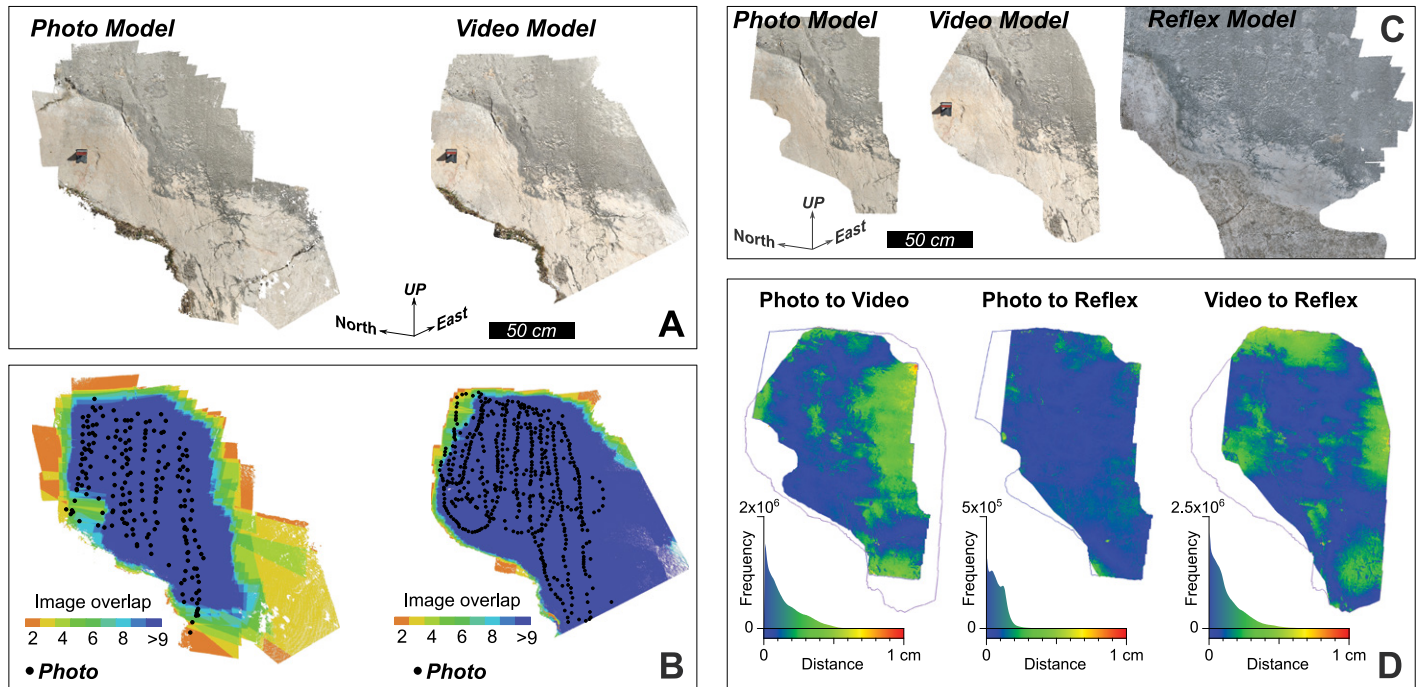 Photo Model
Video Model
UP
North
East
50 cm
A
Photo Model
Video Model
Reflex Model
C
UP
North
East
50 cm
Image overlap
2 4 6 8 >9
Photo
Image overlap
2 4 6 8 >9
Photo
B
Photo to Video
Photo to Reflex
Video to Reflex
2x10⁶
Frequency
0
0
1 cm
Distance
5x10⁵
Frequency
0
0
1 cm
Distance
2.5x10⁶
Frequency
0
0
1 cm
Distance
D